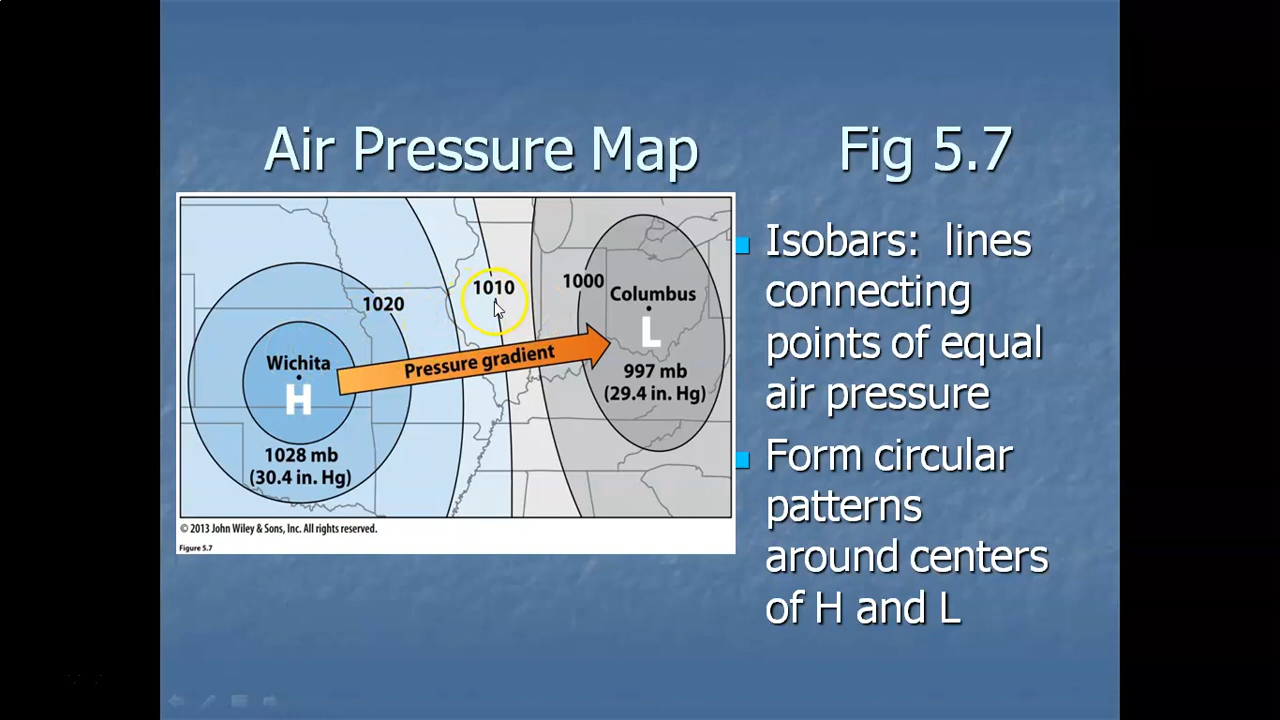 Air Pressure Map Fig 5.7
1020
1010
1000
Columbus
L
997 mb
(29.4 in. Hg)
Pressure gradient
Wichita
H
1028 mb
(30.4 in. Hg)
© 2013 John Wiley & Sons, Inc. All rights reserved.
Figure 5.7
Isobars: lines
connecting
points of equal
air pressure
Form circular
patterns
around centers
of H and L